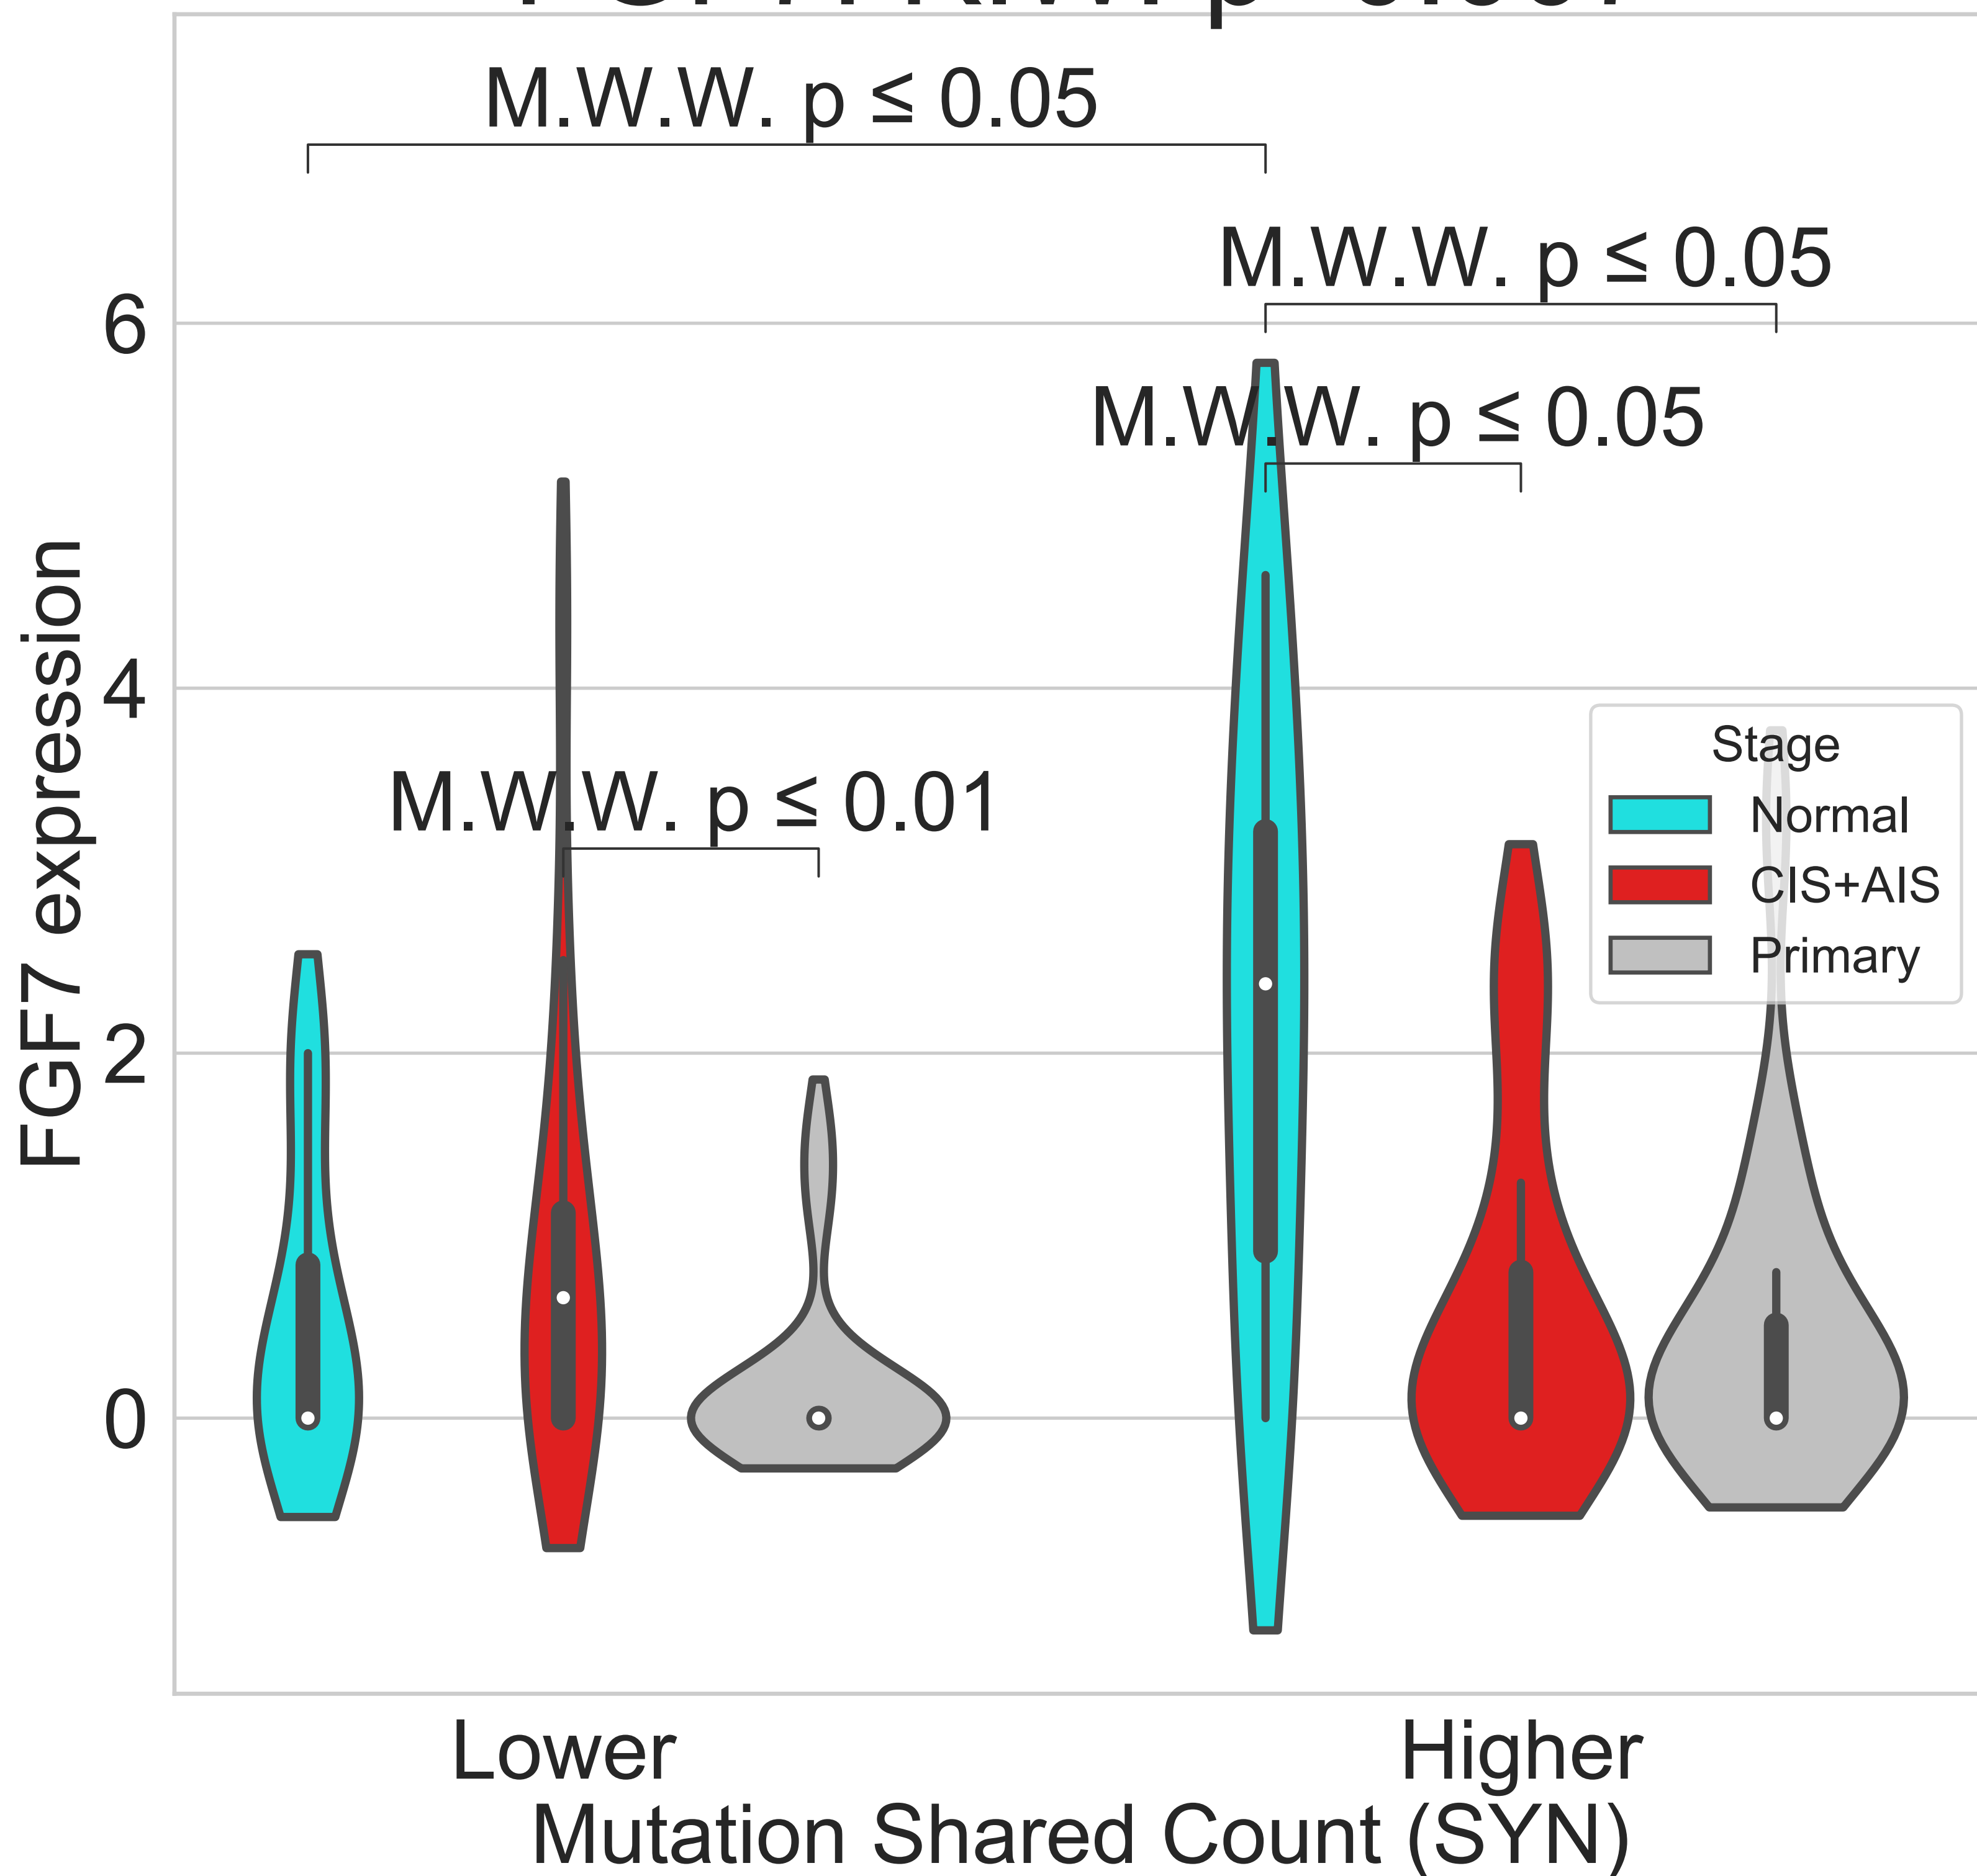 M.W.W. p ≤ 0.05
M.W.W. p ≤ 0.05
6
M.W.W. p ≤ 0.05
4
Stage
Normal
M.W.W. p ≤ 0.01
CIS+AIS
Primary
FGF7 expression
2
0
Lower
Higher
Mutation Shared Count (SYN)